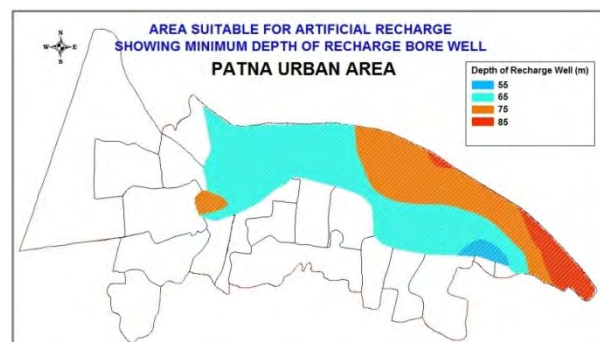 AREA SUITABLE FOR ARTIFICIAL RECHARGE
SHOWING MINIMUM DEPTH OF RECHARGE BORE WELL
PATNA URBAN AREA
N
W E
S
Depth of Recharge Well (m)
55
65
75
85